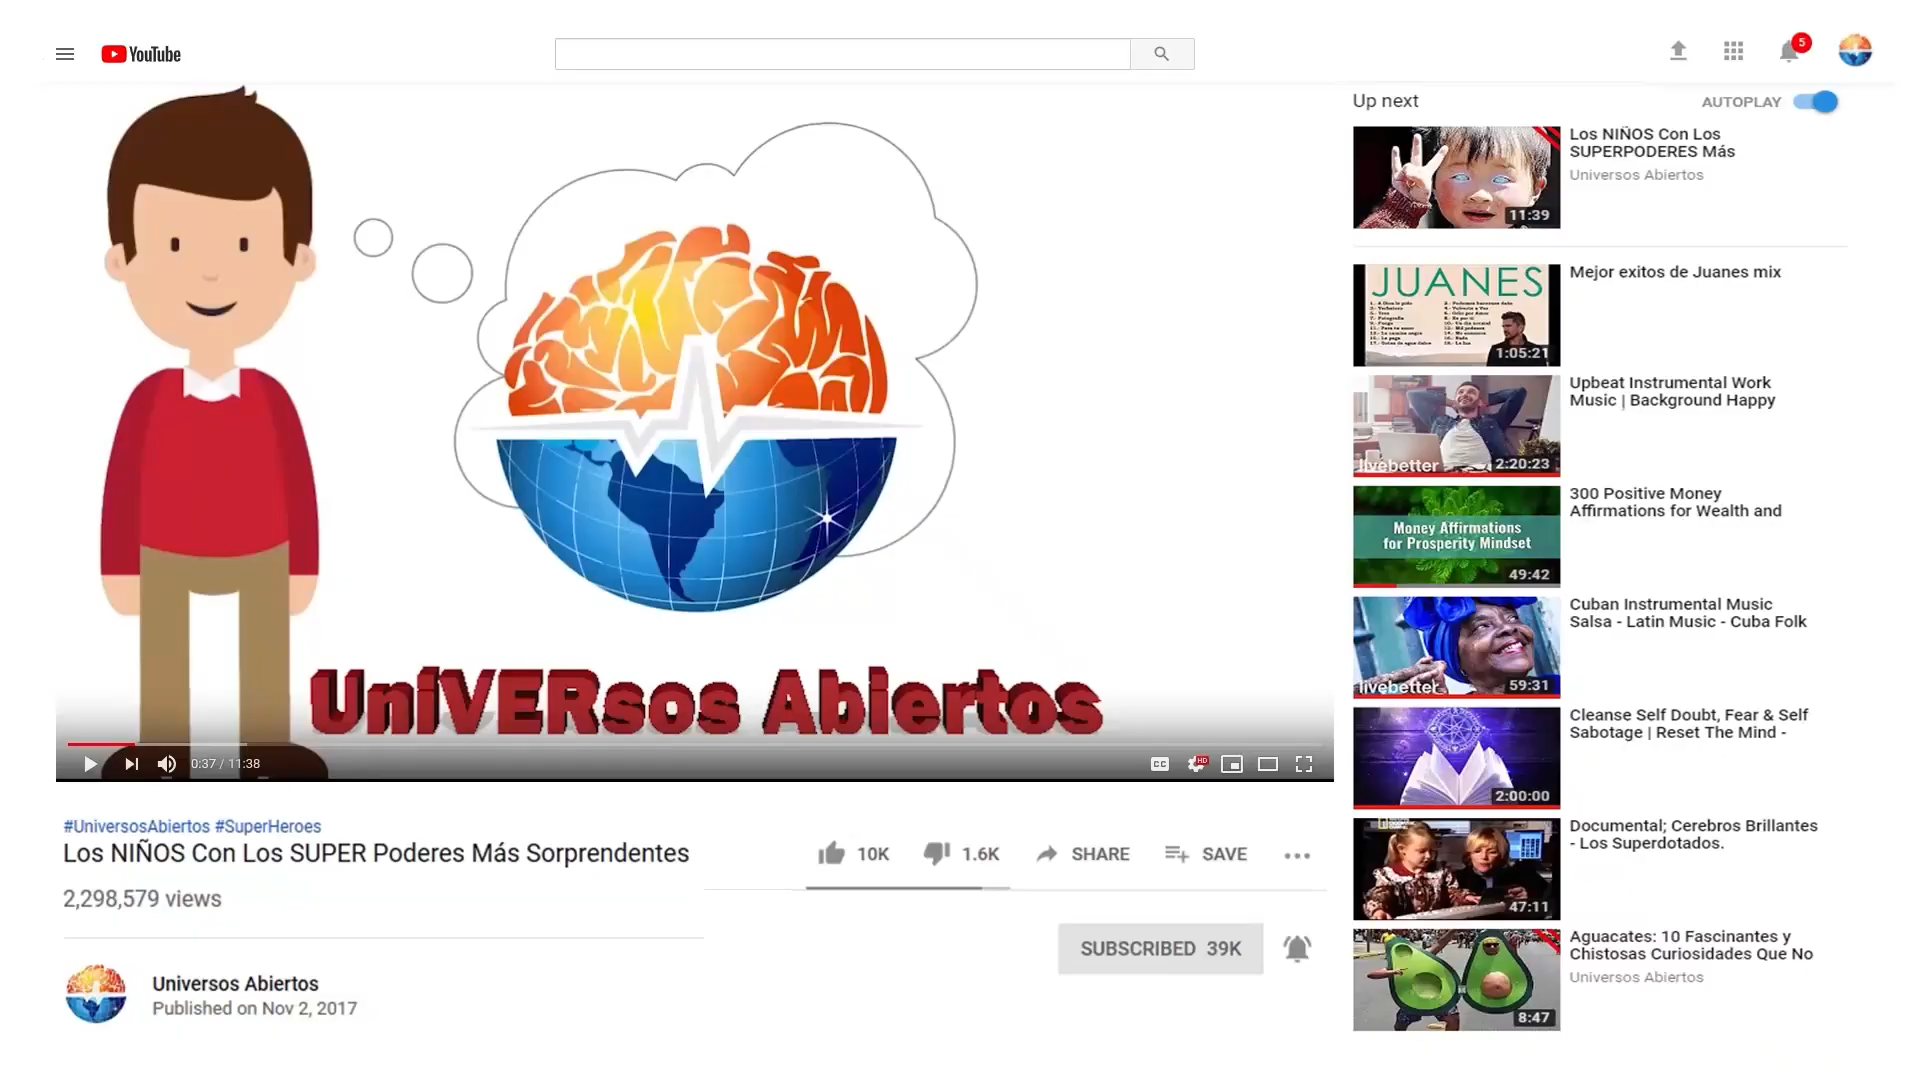 YouTube
5
UniVERsos Abiertos
0:37 / 11:38
CC
HD
#UniversosAbiertos #SuperHeroes
Los NIÑOS Con Los SUPER Poderes Más Sorprendentes
2,298,579 views
10K
1.6K
SHARE
SAVE
SUBSCRIBED 39K
Universos Abiertos
Published on Nov 2, 2017
Up next
AUTOPLAY
11:39
Los NIÑOS Con Los
SUPERPODERES Más
Universos Abiertos
JUANES
1:05:21
Mejor exitos de Juanes mix
livebetter
2:20:23
Upbeat Instrumental Work
Music | Background Happy
Money Affirmations
for Prosperity Mindset
49:42
300 Positive Money
Affirmations for Wealth and
livebetter
59:31
Cuban Instrumental Music
Salsa - Latin Music - Cuba Folk
2:00:00
Cleanse Self Doubt, Fear & Self
Sabotage | Reset The Mind -
47:11
Documental; Cerebros Brillantes
- Los Superdotados.
8:47
Aguacates: 10 Fascinantes y
Chistosas Curiosidades Que No
Universos Abiertos